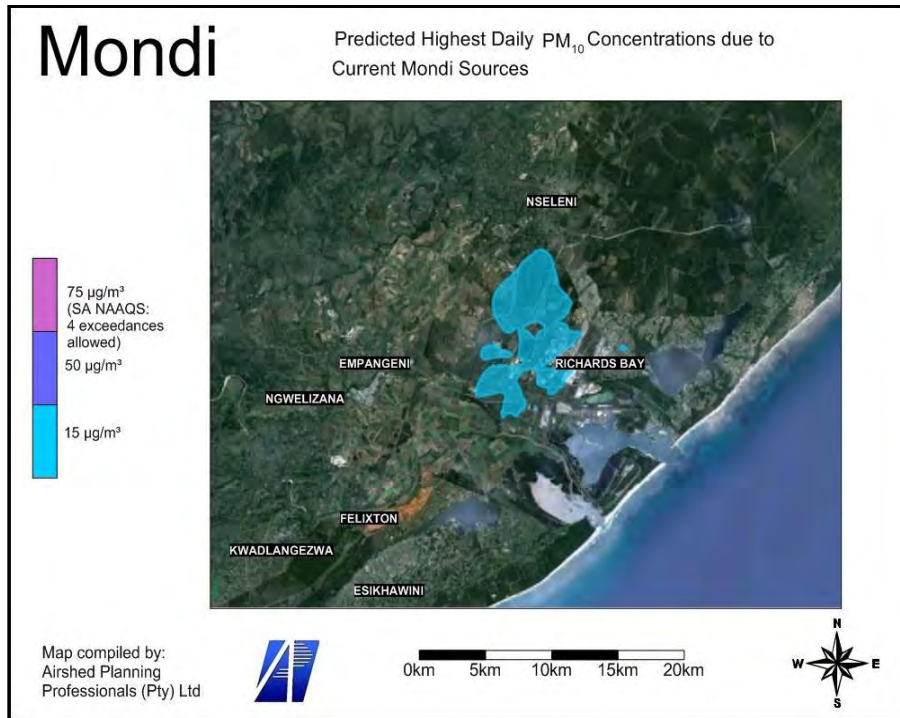 Mondi
Predicted Highest Daily PM₁₀ Concentrations due to
Current Mondi Sources
NSELENI
RICHARDS BAY
EMPANGENI
NGWELIZANA
FELIXTON
KWADLANGEZWA
ESIKHAWINI
75 µg/m³
(SA NAAQS:
4 exceedances
allowed)
50 µg/m³
15 µg/m³
Map compiled by:
Airshed Planning
Professionals (Pty) Ltd
0km 5km 10km 15km 20km
N
W E
S